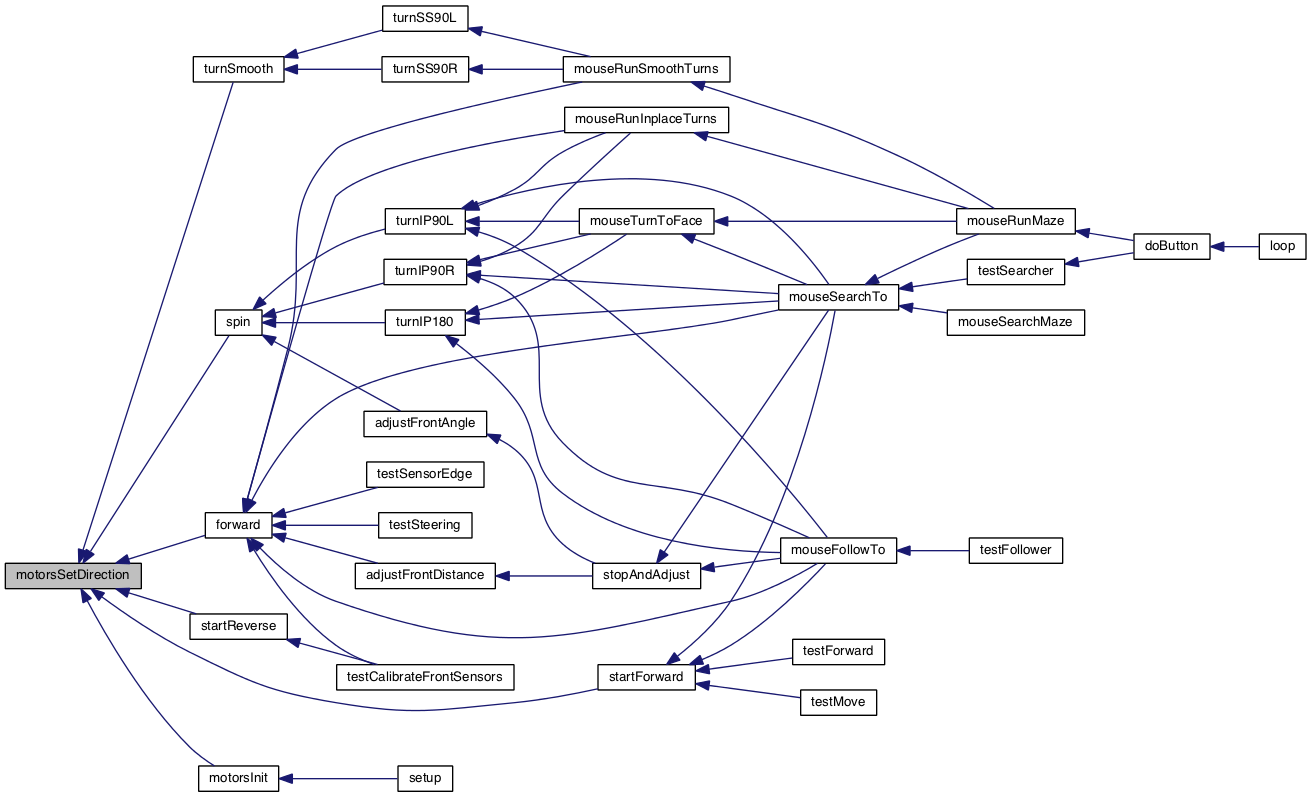 turnSS90L
turnSmooth
turnSS90R
mouseRunSmoothTurns
mouseRunInplaceTurns
turnIP90L
mouseTurnToFace
mouseRunMaze
doButton
loop
turnIP90R
testSearcher
mouseSearchTo
spin
turnIP180
mouseSearchMaze
adjustFrontAngle
testSensorEdge
forward
testSteering
mouseFollowTo
testFollower
motorsSetDirection
adjustFrontDistance
stopAndAdjust
startReverse
testForward
testCalibrateFrontSensors
startForward
testMove
motorsInit
setup